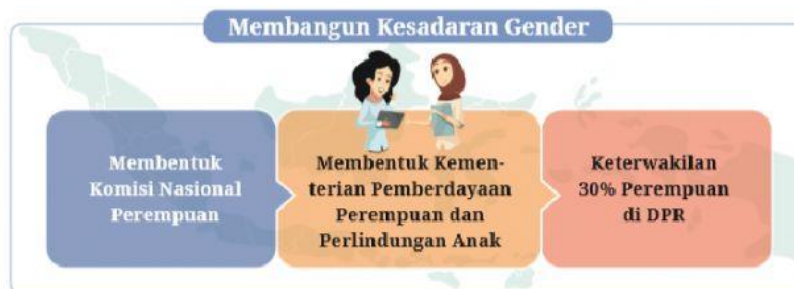 Membangun Kesadaran Gender
Membentuk
Komisi Nasional
Perempuan
Membentuk Kemen-
terian Pemberdayaan
Perempuan dan
Perlindungan Anak
Keterwakilan
30% Perempuan
di DPR